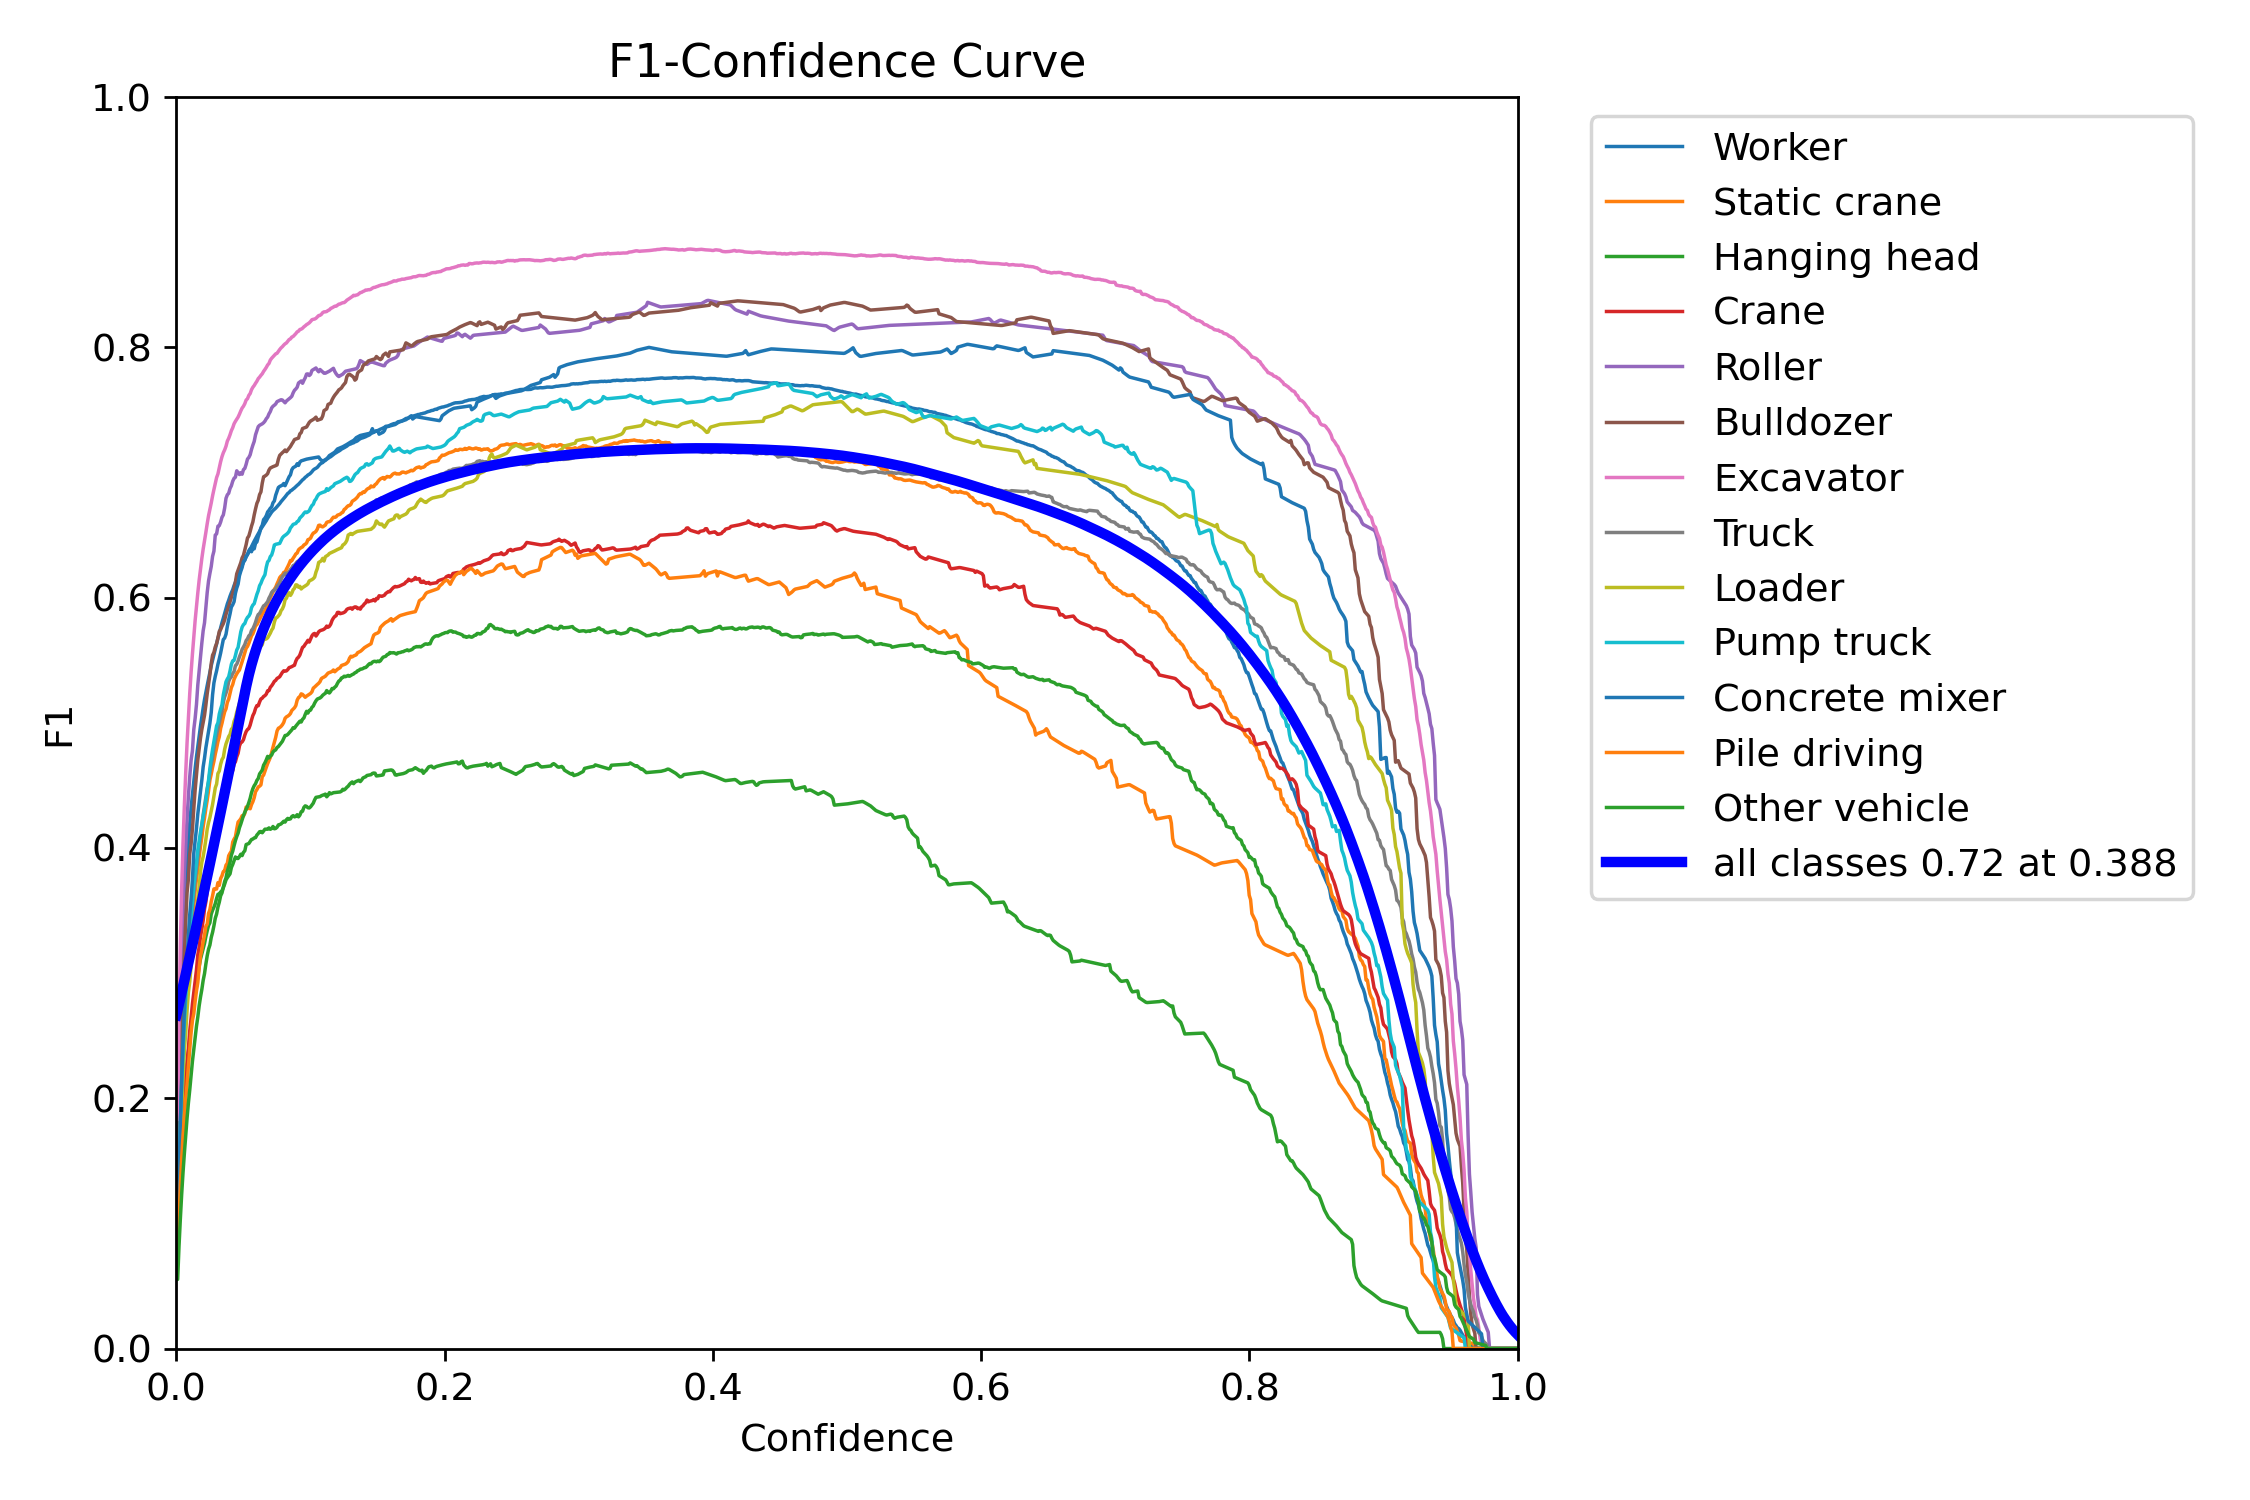 F1-Confidence Curve
1.0
0.8
0.6
0.4
0.2
0.0
F1
0.0 0.2 0.4 0.6 0.8 1.0
Confidence
Worker
Static crane
Hanging head
Crane
Roller
Bulldozer
Excavator
Truck
Loader
Pump truck
Concrete mixer
Pile driving
Other vehicle
all classes 0.72 at 0.388